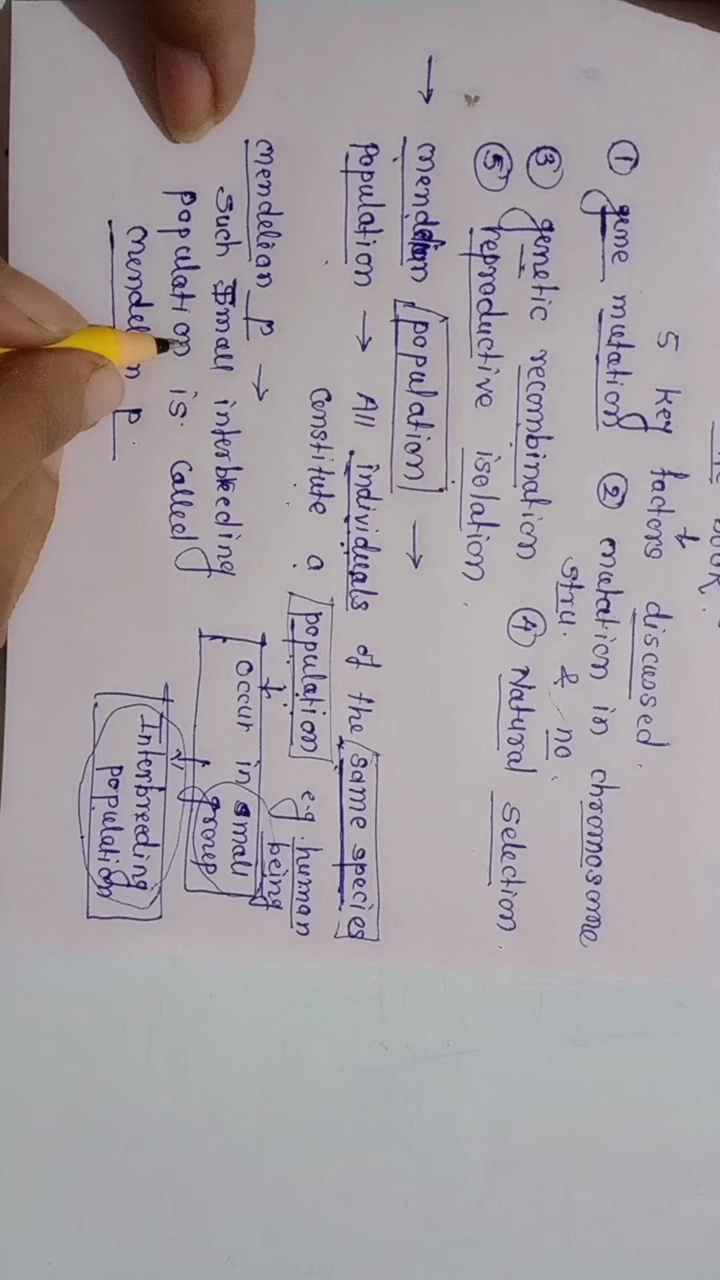 book.
5 key factors discussed.
① gene mutation ② mutation in chromosome
stru. & no.
③ genetic recombination ④ Natural selection.
⑤ reproductive isolation.
→ mendelian population →
population → All individuals of the same species
constitute a population e.g. human being
mendelian P →
occur in small group
such small interbreeding
population is called
Interbreeding population
P.